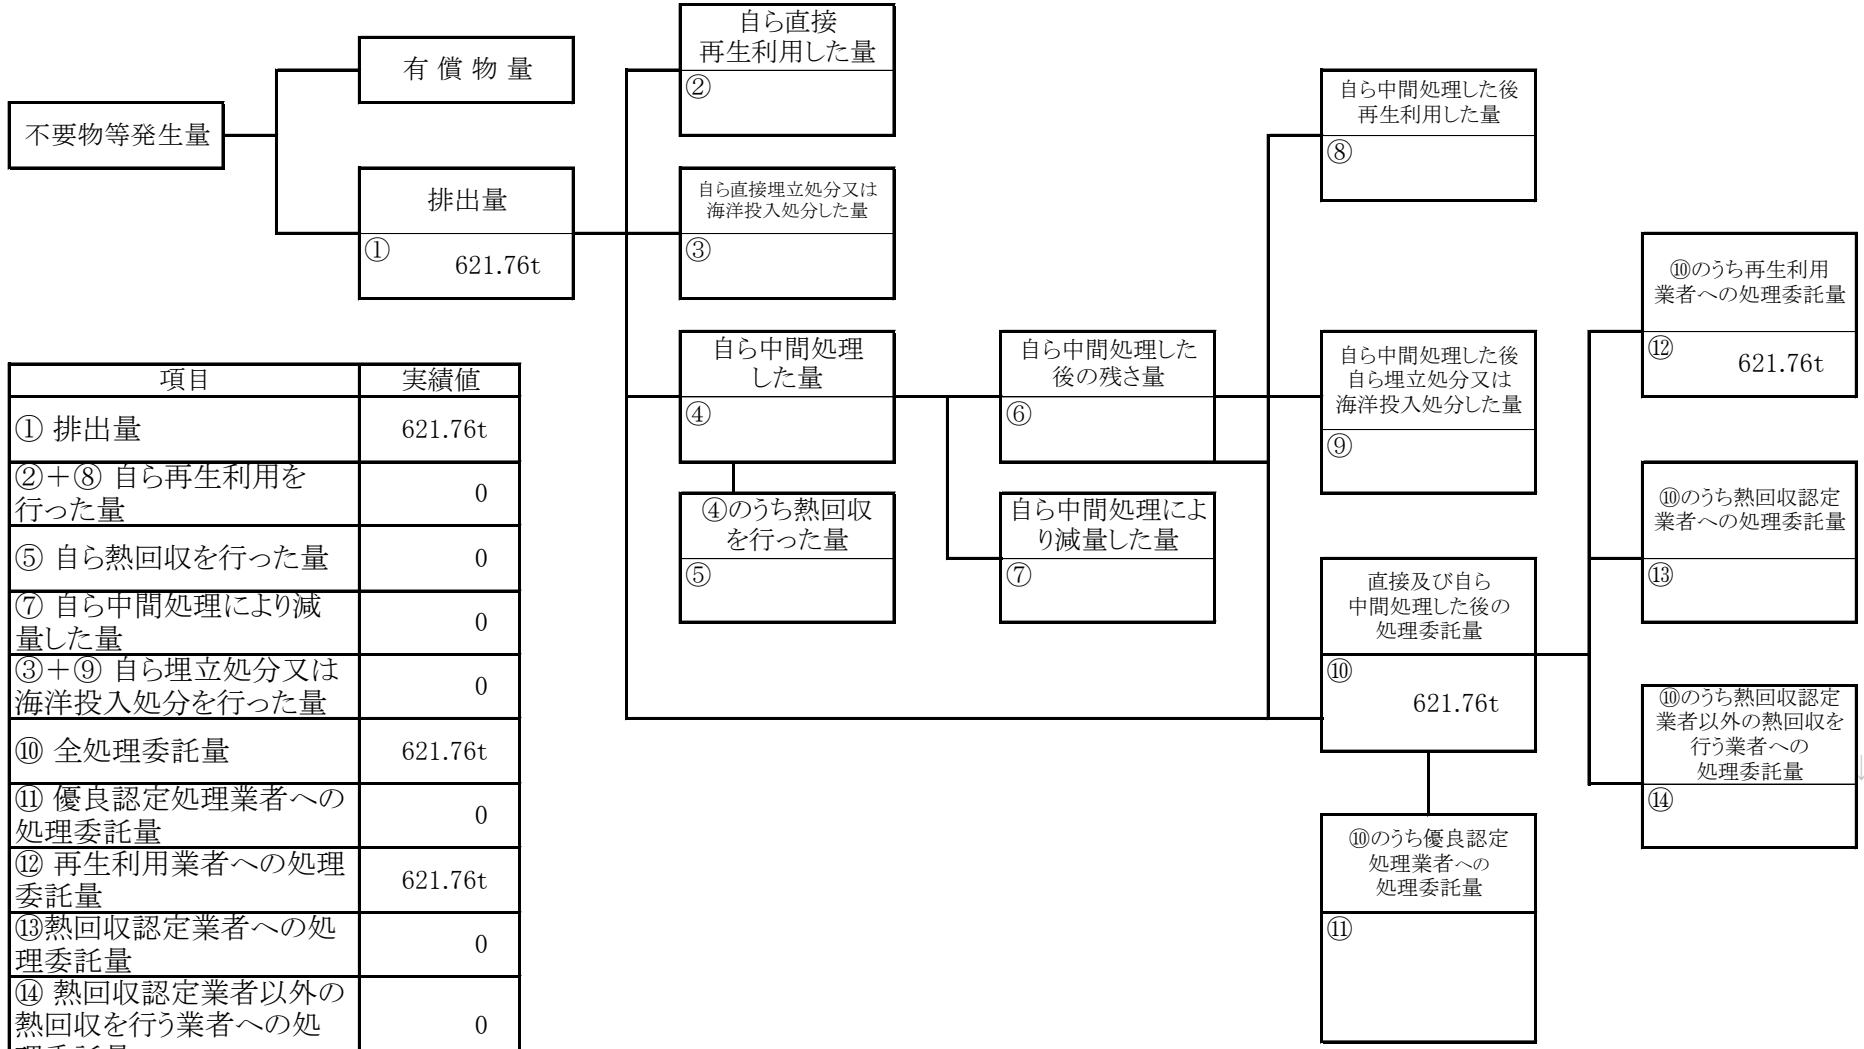 不要物等発生量
有 償 物 量
排出量
①
621.76t
自ら直接
再生利用した量
②
自ら直接埋立処分又は
海洋投入処分した量
③
自ら中間処理
した量
④
④のうち熱回収
を行った量
⑤
自ら中間処理した
後の残さ量
⑥
自ら中間処理によ
り減量した量
⑦
自ら中間処理した後
再生利用した量
⑧
自ら中間処理した後
自ら埋立処分又は
海洋投入処分した量
⑨
直接及び自ら
中間処理した後の
処理委託量
⑩
621.76t
⑩のうち優良認定
処理業者への
処理委託量
⑪
⑩のうち再生利用
業者への処理委託量
⑫
621.76t
⑩のうち熱回収認定
業者への処理委託量
⑬
⑩のうち熱回収認定
業者以外の熱回収を
行う業者への
処理委託量
⑭
項目 実績値
① 排出量 621.76t
②＋⑧ 自ら再生利用を
行った量 0
⑤ 自ら熱回収を行った量 0
⑦ 自ら中間処理により減
量した量 0
③＋⑨ 自ら埋立処分又は
海洋投入処分を行った量 0
⑩ 全処理委託量 621.76t
⑪ 優良認定処理業者への
処理委託量 0
⑫ 再生利用業者への処理
委託量 621.76t
⑬熱回収認定業者への処
理委託量 0
⑭ 熱回収認定業者以外の
熱回収を行う業者への処 0